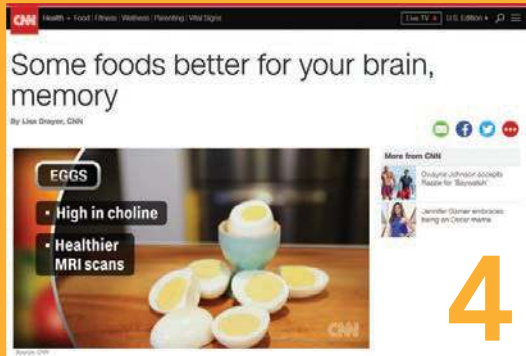 CNN Health » Food | Fitness | Wellness | Parenting | Vital Signs Live TV U.S. Edition
Some foods better for your brain,
memory
By Lisa Drayer, CNN
More from CNN
EGGS
• High in choline
• Healthier
MRI scans
Dwayne Johnson accepts
Razzie for 'Baywatch'
Jennifer Garner embraces
being an Oscar meme
CNN
4
Source: CNN